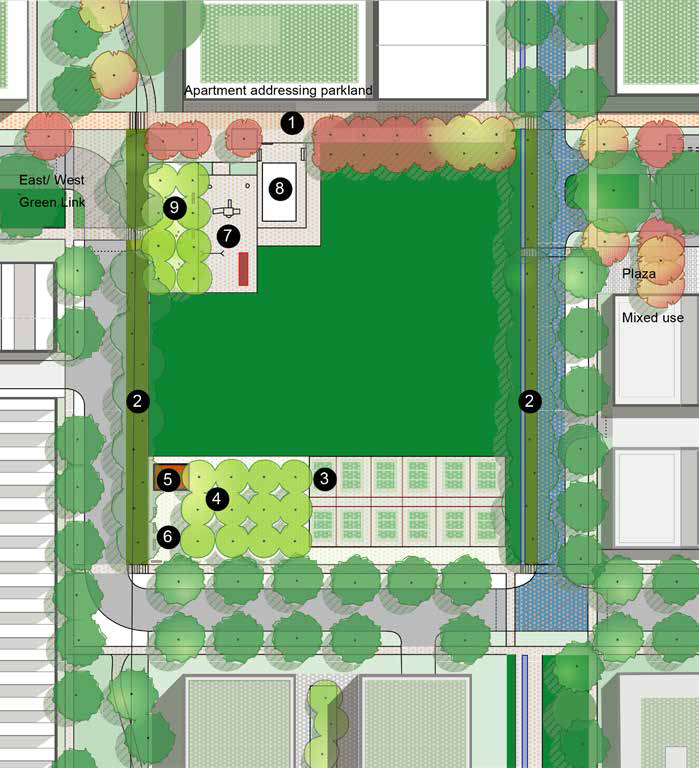 Apartment addressing parkland
1
East/ West
Green Link
8
9
7
Plaza
Mixed use
2
2
5
3
4
6